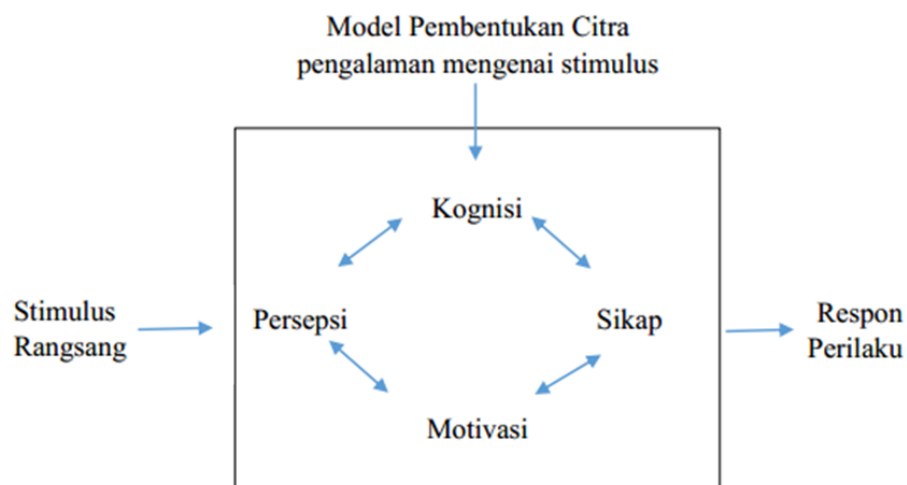 Model Pembentukan Citra
pengalaman mengenai stimulus
Kognisi
Stimulus
Rangsang
Persepsi
Sikap
Respon
Perilaku
Motivasi